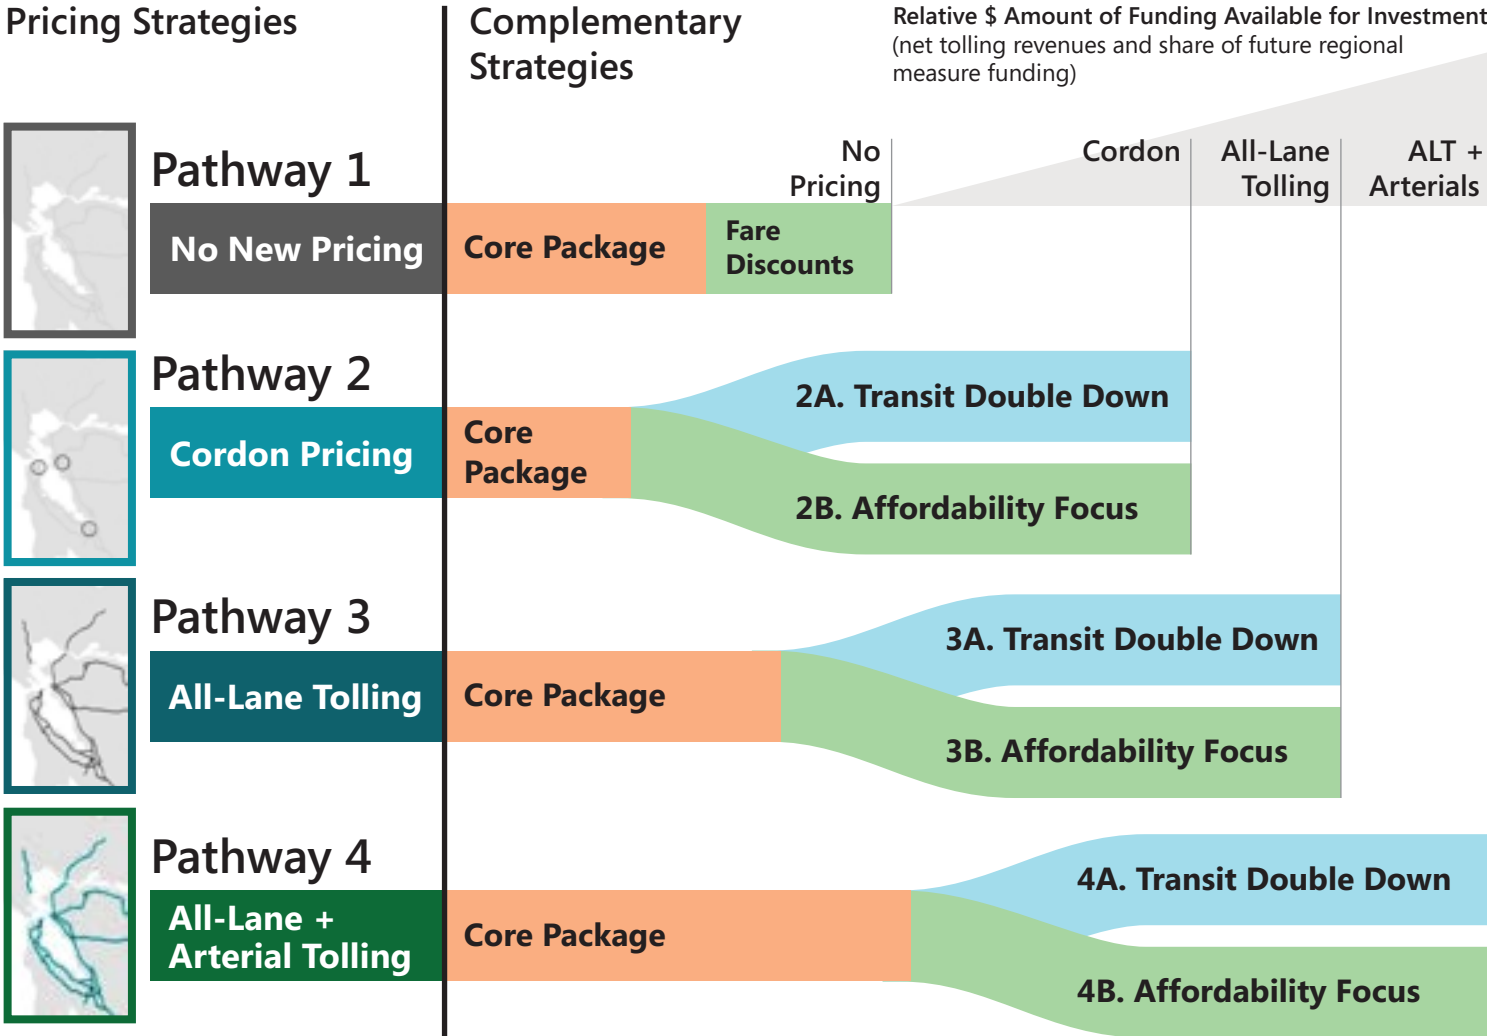 Pricing Strategies
Complementary
Strategies
Relative $ Amount of Funding Available for Investment
(net tolling revenues and share of future regional
measure funding)
No
Pricing
Cordon
All-Lane
Tolling
ALT +
Arterials
Pathway 1
No New Pricing
Core Package
Fare
Discounts
Pathway 2
Cordon Pricing
Core
Package
2A. Transit Double Down
2B. Affordability Focus
Pathway 3
All-Lane Tolling
Core Package
3A. Transit Double Down
3B. Affordability Focus
Pathway 4
All-Lane +
Arterial Tolling
Core Package
4A. Transit Double Down
4B. Affordability Focus